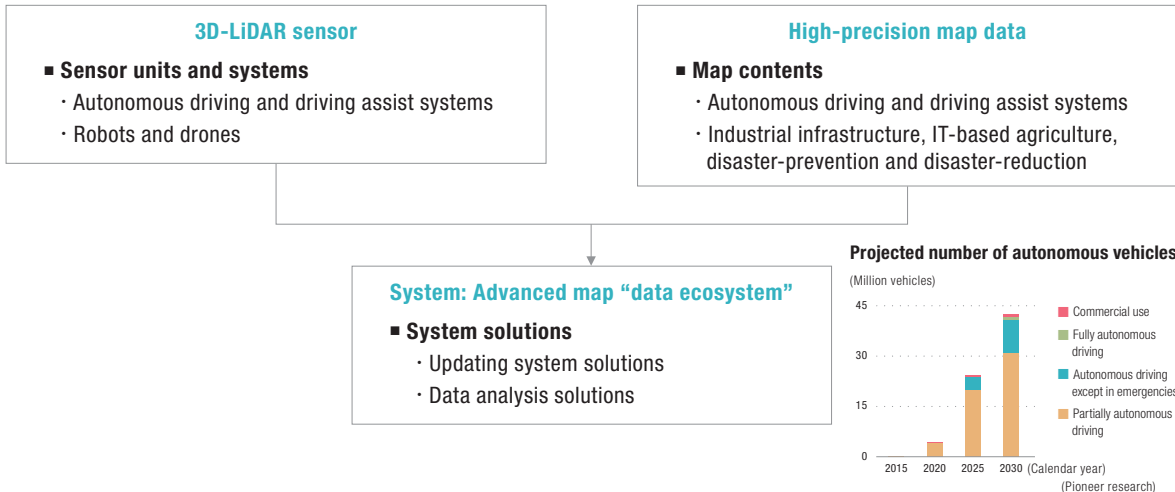 3D-LiDAR sensor
■ Sensor units and systems
· Autonomous driving and driving assist systems
· Robots and drones
High-precision map data
■ Map contents
· Autonomous driving and driving assist systems
· Industrial infrastructure, IT-based agriculture,
disaster-prevention and disaster-reduction
System: Advanced map “data ecosystem”
■ System solutions
· Updating system solutions
· Data analysis solutions
Projected number of autonomous vehicles
(Million vehicles)
45
30
15
0
2015 2020 2025 2030 (Calendar year)
Commercial use
Fully autonomous
driving
Autonomous driving
except in emergencies
Partially autonomous
driving
(Pioneer research)